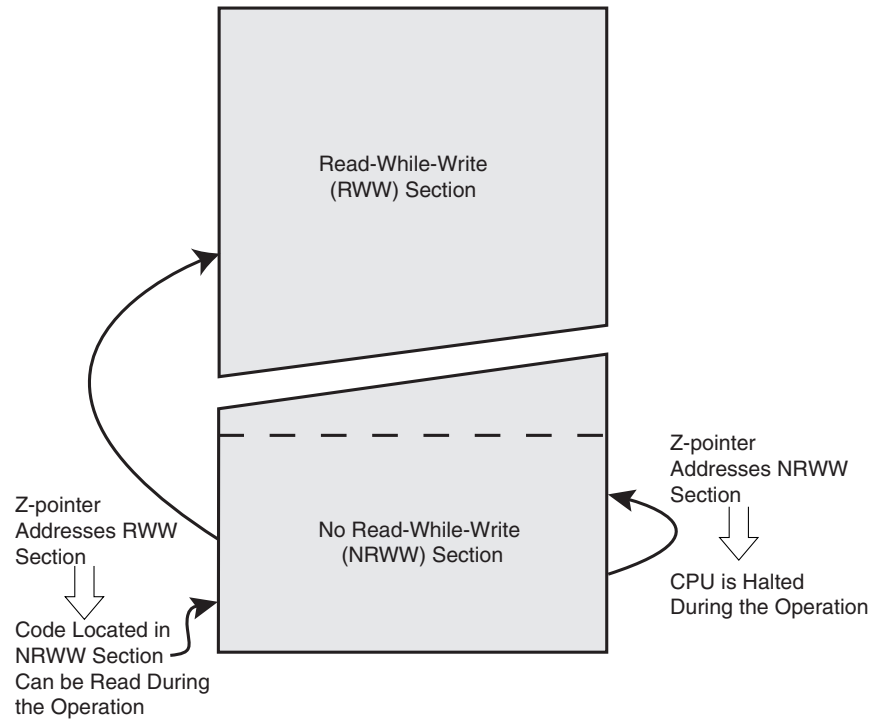 Read-While-Write
(RWW) Section
Z-pointer
Addresses NRWW
Section
Z-pointer
Addresses RWW
Section
No Read-While-Write
(NRWW) Section
CPU is Halted
During the Operation
Code Located in
NRWW Section
Can be Read During
the Operation